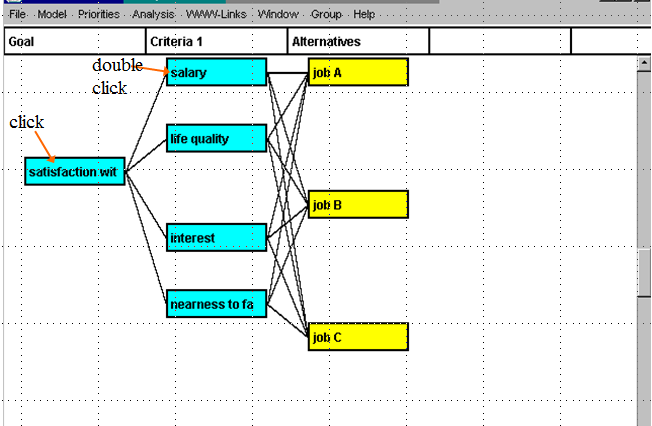 File Model Priorities Analysis WWW-Links Window Group Help
Goal Criteria 1 Alternatives
double
click
salary
job A
click
life quality
satisfaction wit
job B
interest
nearness to fa
job C